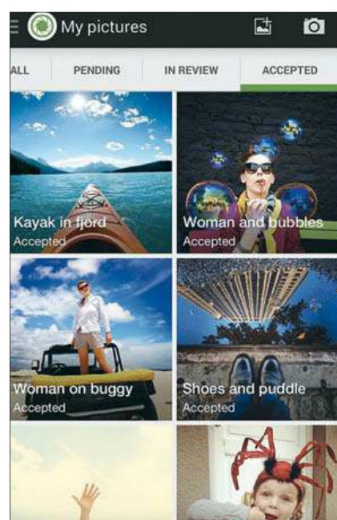 My pictures
ALL PENDING IN REVIEW ACCEPTED
Kayak in fjord
Accepted
Woman and bubbles
Accepted
Woman on buggy
Accepted
Shoes and puddle
Accepted